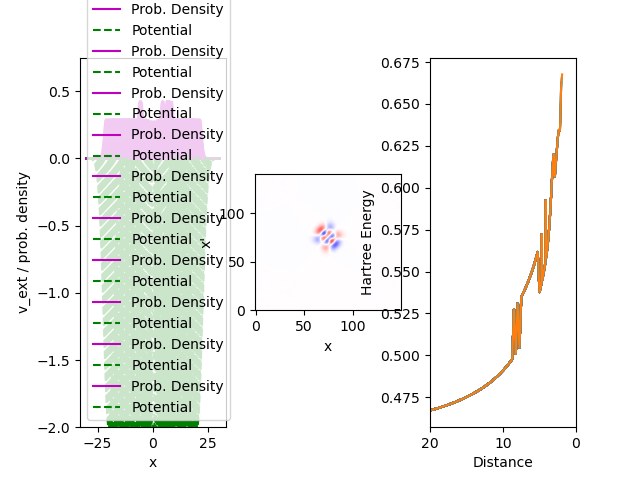 Prob. Density
Potential
Prob. Density
Potential
Prob. Density
Potential
Prob. Density
Potential
Prob. Density
Potential
Prob. Density
Potential
Prob. Density
Potential
Prob. Density
Potential
Prob. Density
Potential
Prob. Density
Potential
v_ext / prob. density
0.5
0.0
−0.5
−1.0
−1.5
−2.0
−25
0
25
x
x'
100
50
0
0
50
100
x
Hartree Energy
0.675
0.650
0.625
0.600
0.575
0.550
0.525
0.500
0.475
20
10
0
Distance